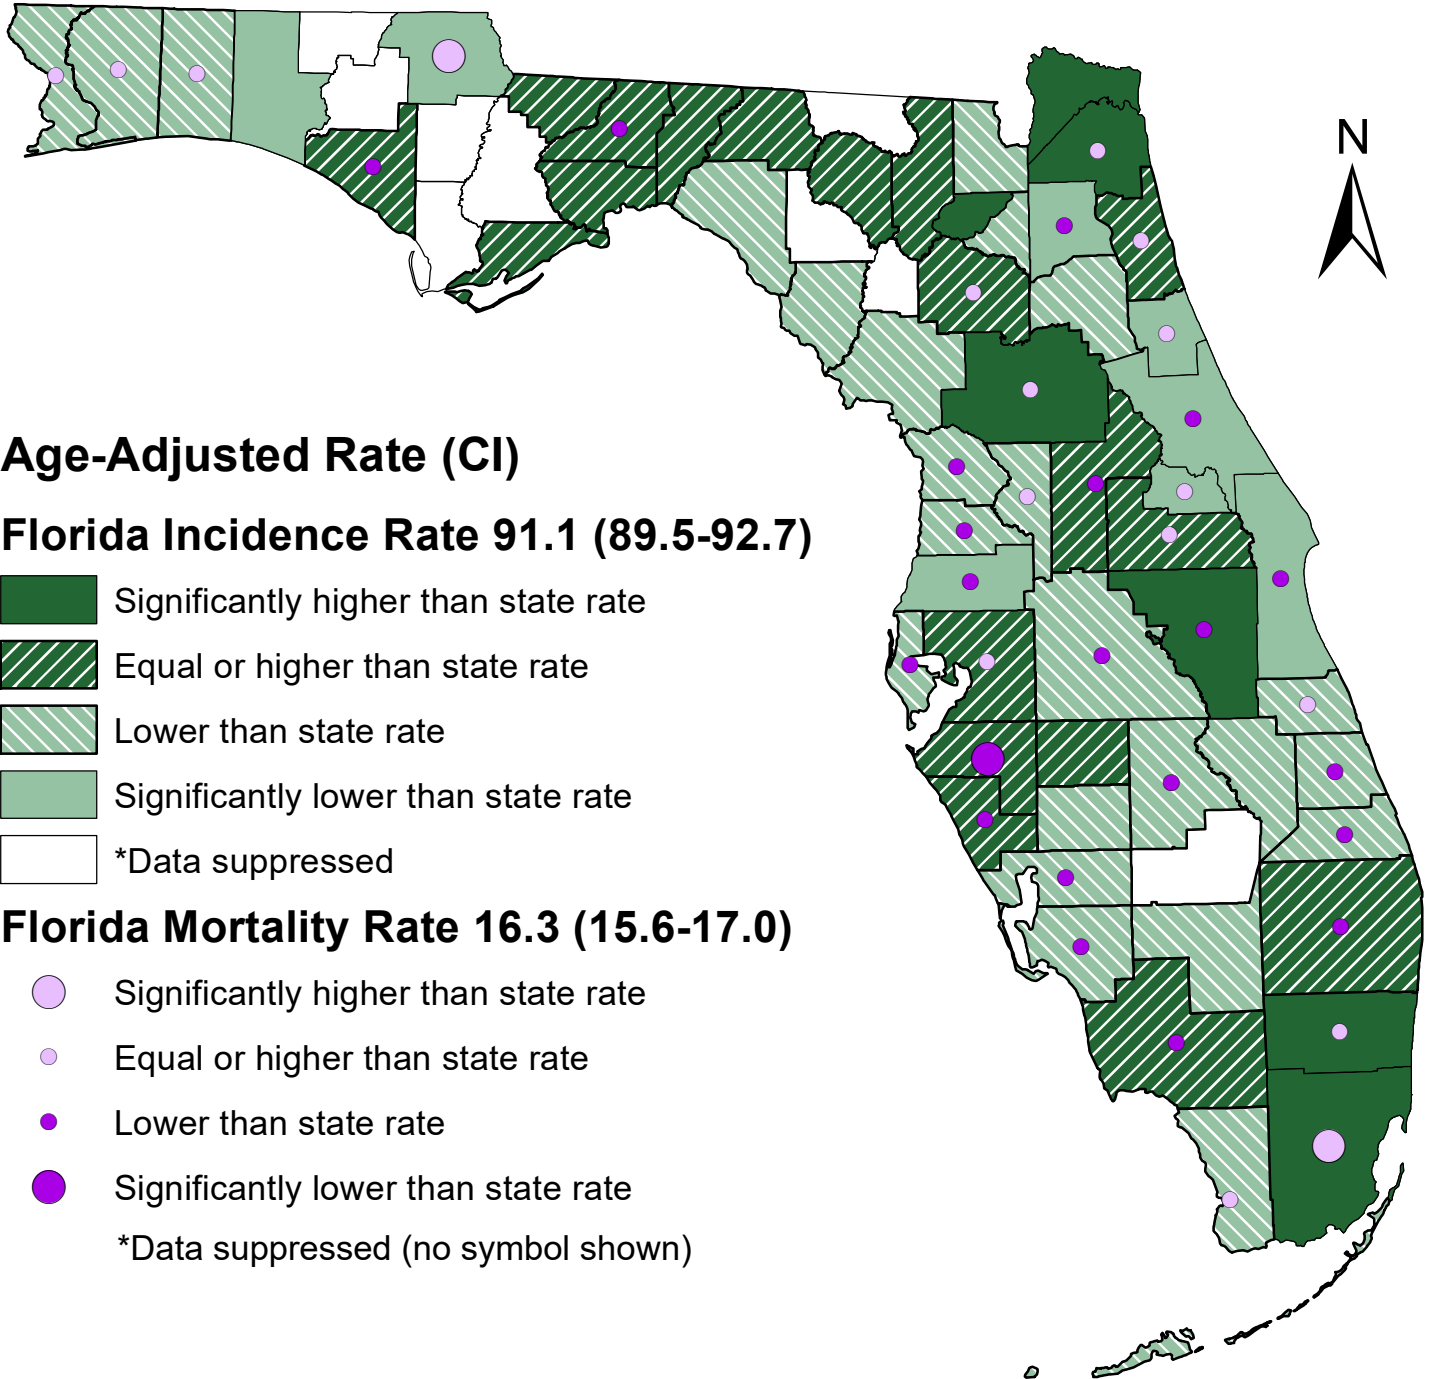 N
Age-Adjusted Rate (CI)
Florida Incidence Rate 91.1 (89.5-92.7)
Significantly higher than state rate
Equal or higher than state rate
Lower than state rate
Significantly lower than state rate
*Data suppressed
Florida Mortality Rate 16.3 (15.6-17.0)
Significantly higher than state rate
Equal or higher than state rate
Lower than state rate
Significantly lower than state rate
*Data suppressed (no symbol shown)